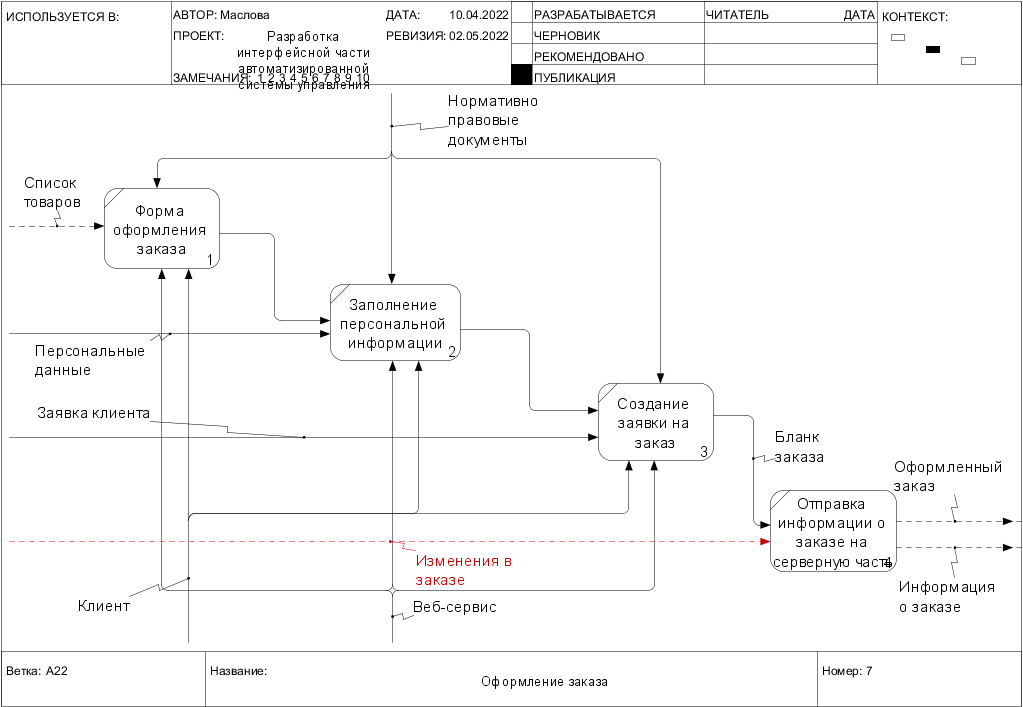 ИСПОЛЬЗУЕТСЯ В:
АВТОР: Маслова
ДАТА: 10.04.2022
ПРОЕКТ: Разработка
интерфейсной части
автоматизированной
системы управления
РЕВИЗИЯ: 02.05.2022
ЗАМЕЧАНИЯ: 1 2 3 4 5 6 7 8 9 10
РАЗРАБАТЫВАЕТСЯ
ЧЕРНОВИК
РЕКОМЕНДОВАНО
ПУБЛИКАЦИЯ
ЧИТАТЕЛЬ
ДАТА
КОНТЕКСТ:
Нормативно
правовые
документы
Список
товаров
Форма
оформления
заказа
1
Заполнение
персональной
информации
2
Персональные
данные
Заявка клиента
Создание
заявки на
заказ
3
Бланк
заказа
Оформленный
заказ
Отправка
информации о
заказе на
серверную часть
4
Изменения в
заказе
Информация
о заказе
Клиент
Веб-сервис
Ветка: A22
Название:
Оформление заказа
Номер: 7